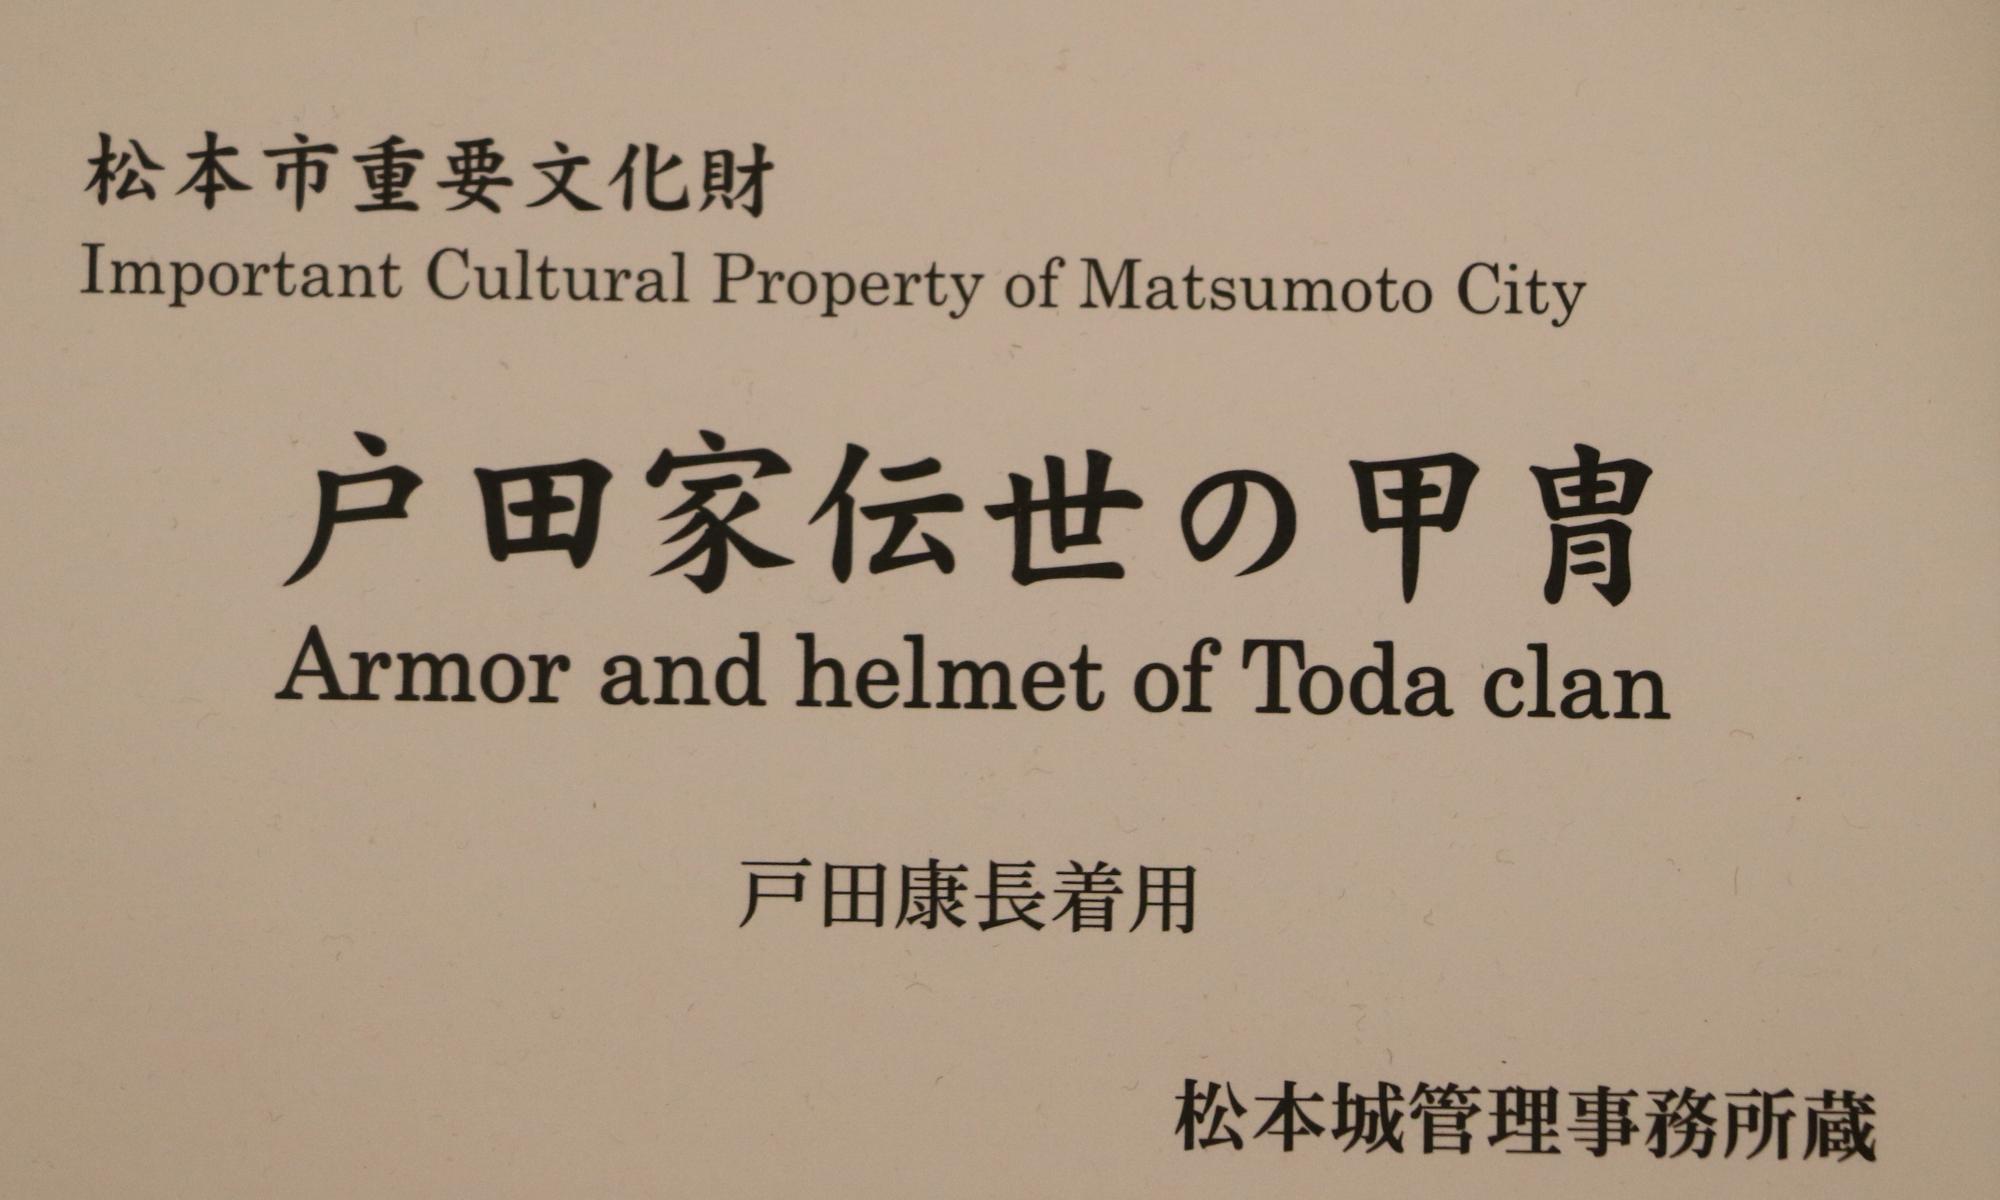 松本市重要文化財
Important Cultural Property of Matsumoto City
戸田家伝世の甲冑
Armor and helmet of Toda clan
戸田康長着用
松本城管理事務所蔵